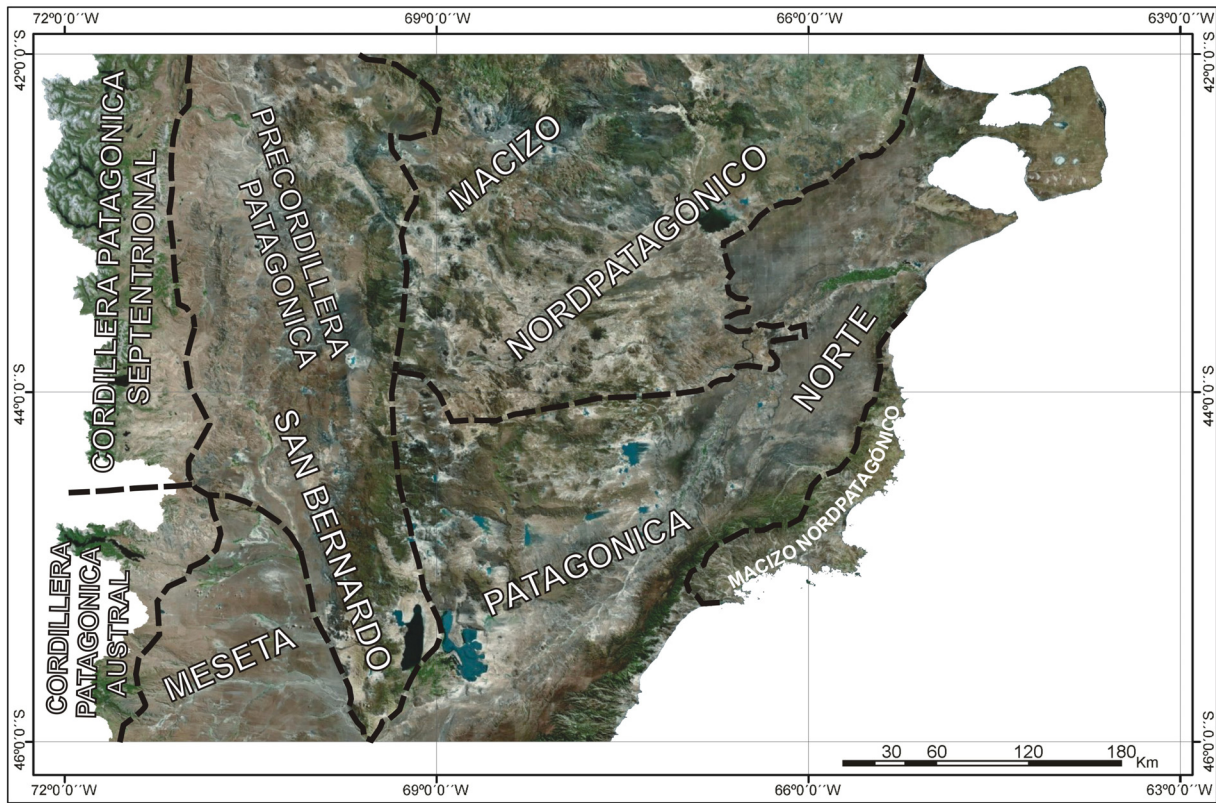 72º0.0´´W
69º0.0´´W
66º0.0´´W
63º0.0´´W
42º0.0´´S
42º0.0´´S
CORDILLERA PATAGONICA
SEPTENTRIONAL
PRECORDILLERA
PATAGONICA
MACIZO
NORDPATAGÓNICO
NORTE
44º0.0´´S
44º0.0´´S
SAN BERNARDO
PATAGONICA
MACIZO NORDPATAGÓNICO
CORDILLERA
PATAGONICA
AUSTRAL
MESETA
46º0.0´´S
46º0.0´´S
30 60 120 180
Km
72º0.0´´W
69º0.0´´W
66º0.0´´W
63º0.0´´W